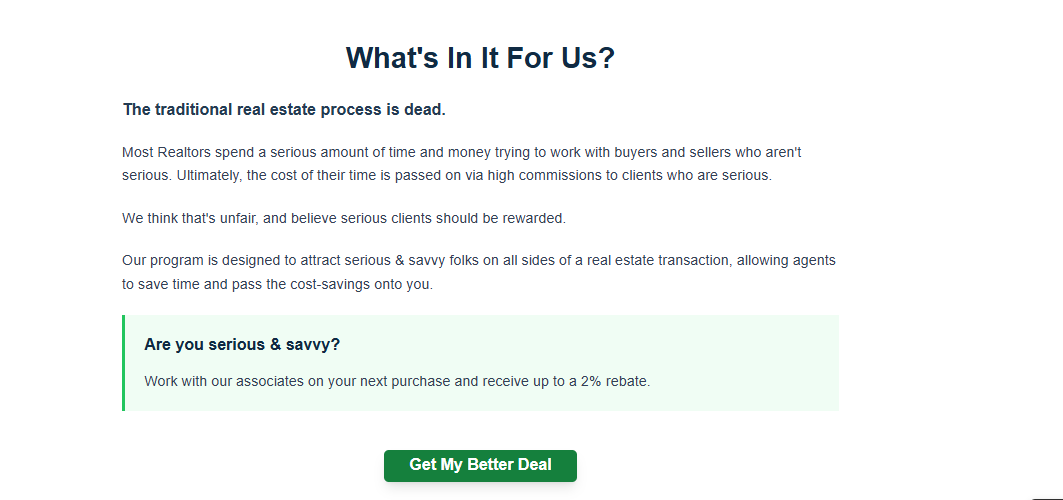 What's In It For Us?
The traditional real estate process is dead.
Most Realtors spend a serious amount of time and money trying to work with buyers and sellers who aren't
serious. Ultimately, the cost of their time is passed on via high commissions to clients who are serious.
We think that's unfair, and believe serious clients should be rewarded.
Our program is designed to attract serious & savvy folks on all sides of a real estate transaction, allowing agents
to save time and pass the cost-savings onto you.
Are you serious & savvy?
Work with our associates on your next purchase and receive up to a 2% rebate.
Get My Better Deal